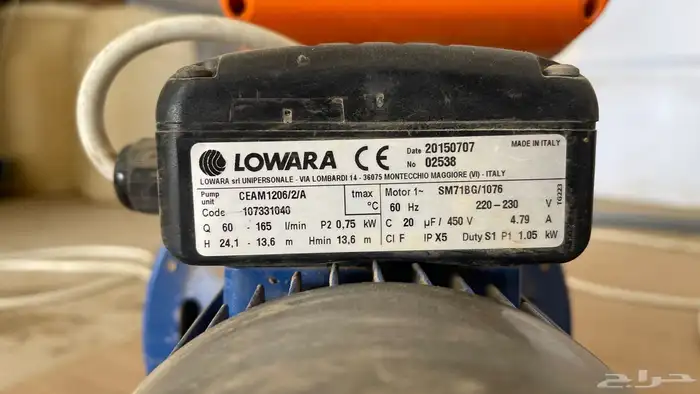 LOWARA CE Date 20150707 MADE IN ITALY
No 02538
LOWARA srl UNIPERSONALE - VIA LOMBARDI 14 - 36075 MONTECCHIO MAGGIORE (VI) - ITALY
Pump unit CEAM1206/2/A tmax °C Motor 1~ SM71BG/1076
Code 107331040 60 Hz 220-230 V
Q 60 - 165 l/min P2 0,75 kW C 20 µF / 450 V 4.79 A
H 24,1 - 13,6 m Hmin 13,6 m Cl F IP X5 Duty S1 P1 1.05 kW
TG223
حراج